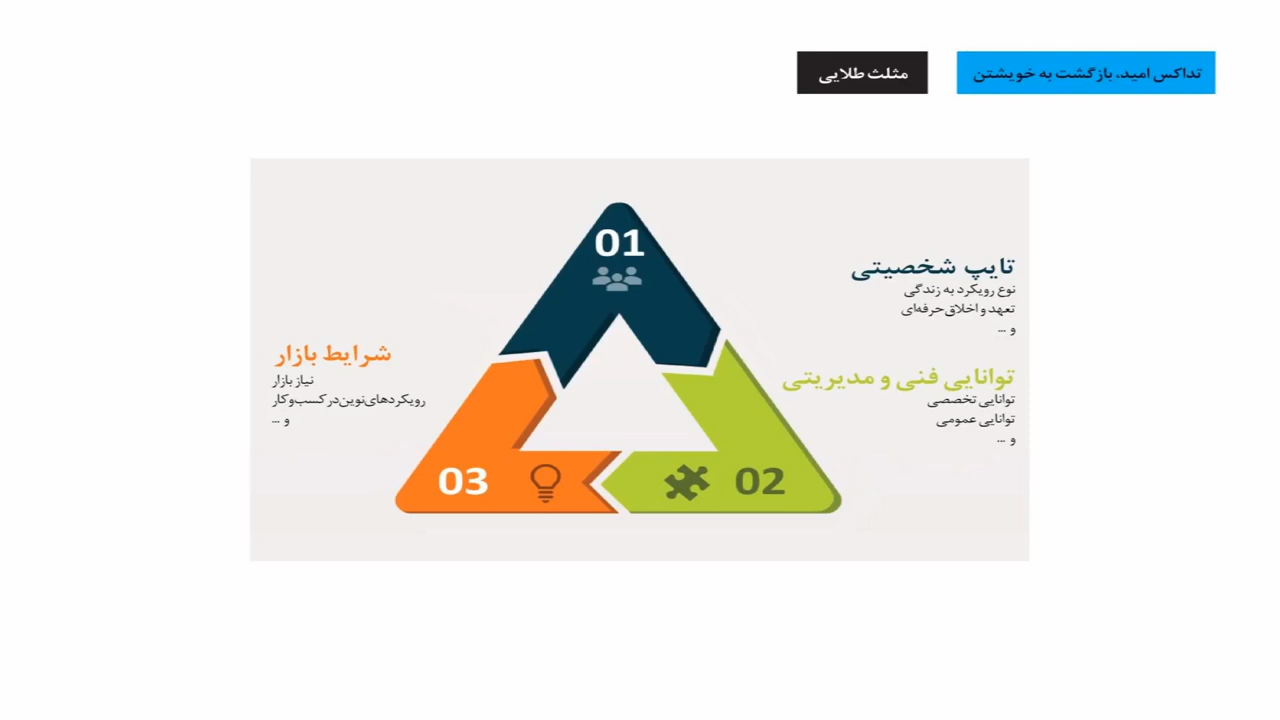 تداکس امید، بازگشت به خویشتن
مثلث طلایی
01
تایپ شخصیتی
نوع رویکرد به زندگی
تعهد و اخلاق حرفه‌ای
و ...
توانایی فنی و مدیریتی
توانایی تخصصی
توانایی عمومی
و ...
02
شرایط بازار
نیاز بازار
رویکردهای نوین در کسب و کار
و ...
03